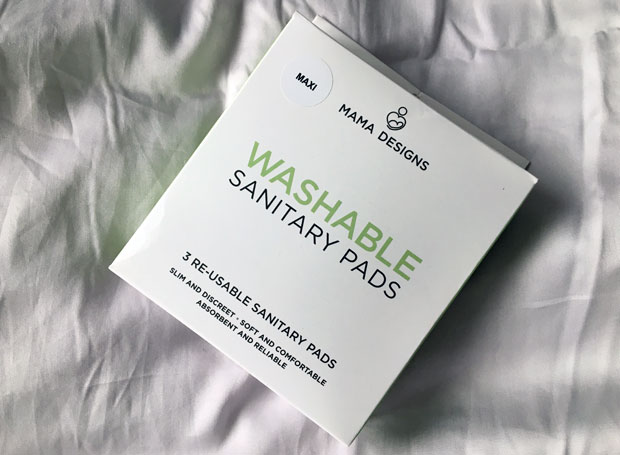 MAXI
MAMA DESIGNS
WASHABLE
SANITARY PADS
3 RE-USABLE SANITARY PADS
SLIM AND DISCREET - SOFT AND COMFORTABLE
ABSORBENT AND RELIABLE